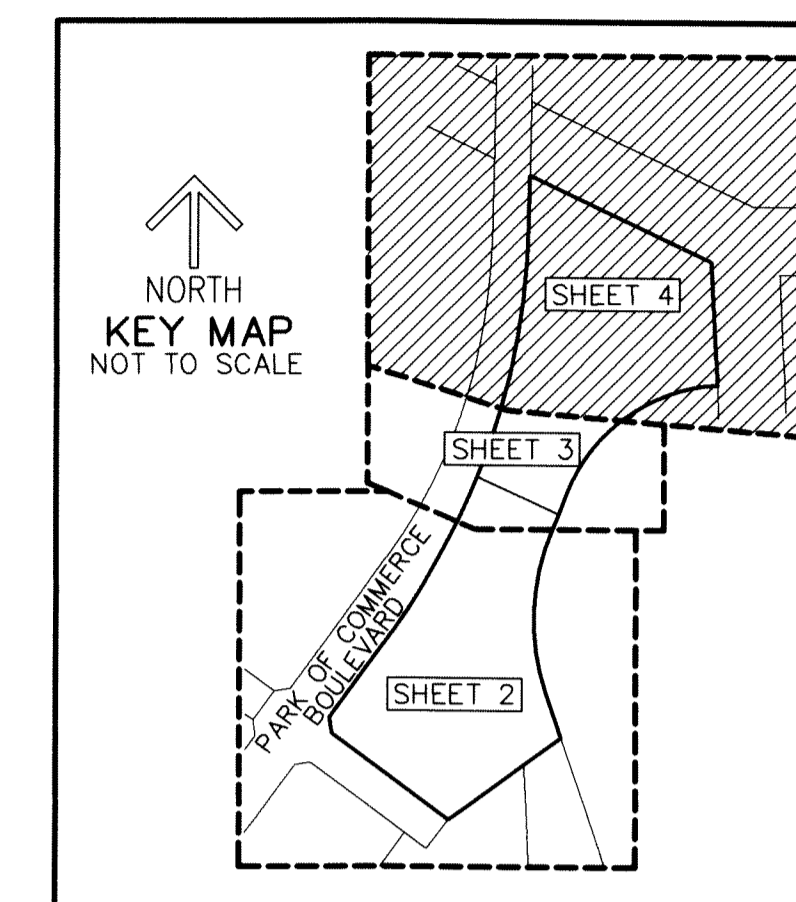 NORTH
KEY MAP
NOT TO SCALE
SHEET 4
SHEET 3
PARK OF COMMERCE
BOULEVARD
SHEET 2